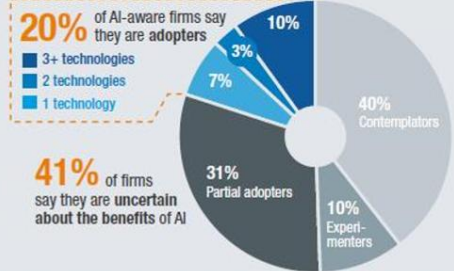 20% of AI-aware firms say
they are adopters
3+ technologies
2 technologies
1 technology
10%
3%
7%
40%
Contemplators
31%
Partial adopters
10%
Experi-
menters
41% of firms
say they are uncertain
about the benefits of AI